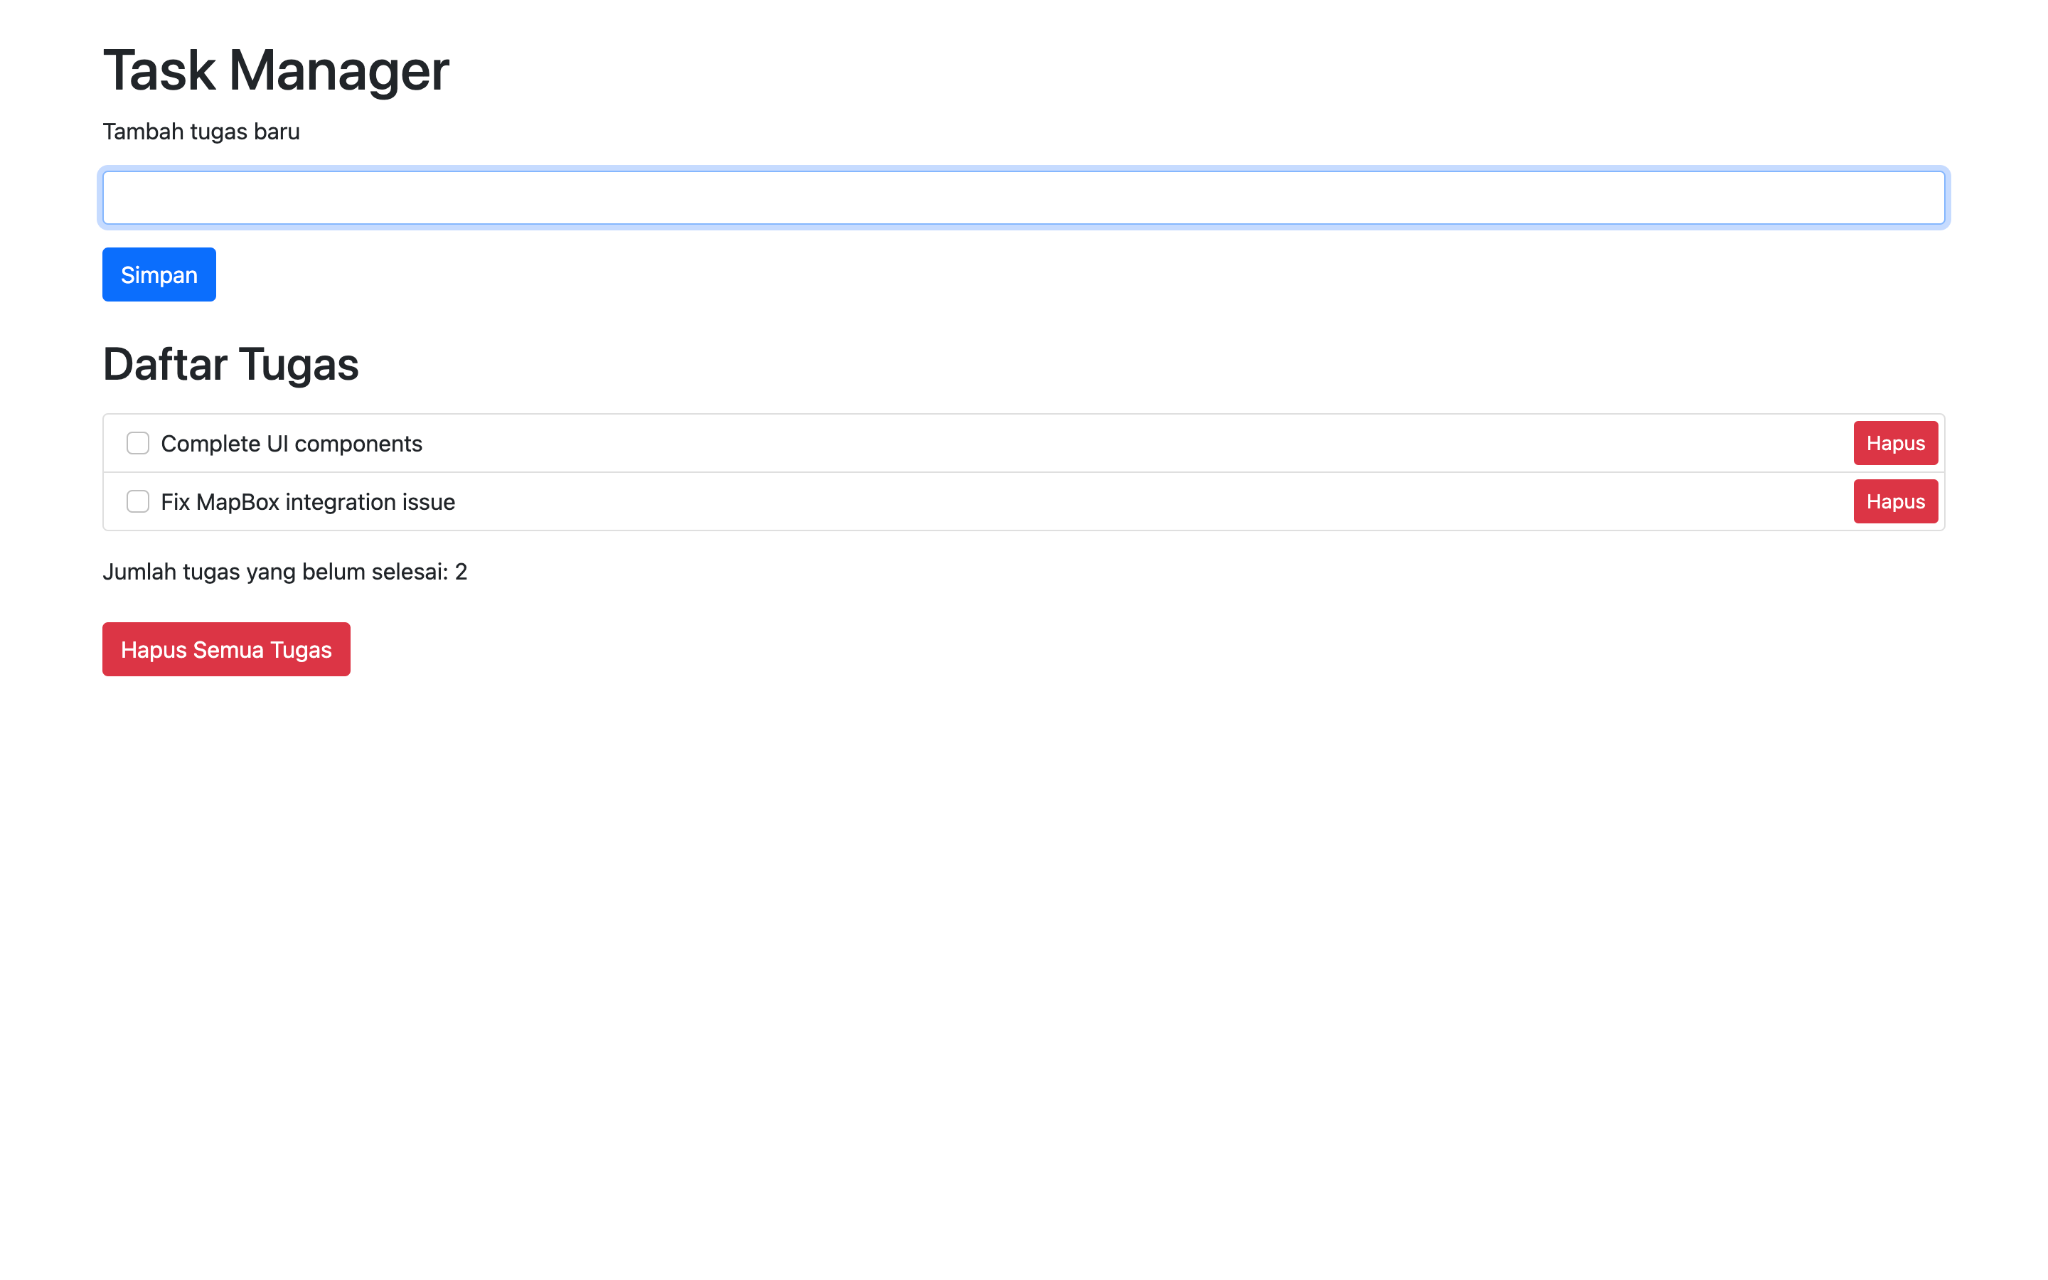 Task Manager
Tambah tugas baru
Simpan
Daftar Tugas
Complete UI components Hapus
Fix MapBox integration issue Hapus
Jumlah tugas yang belum selesai: 2
Hapus Semua Tugas